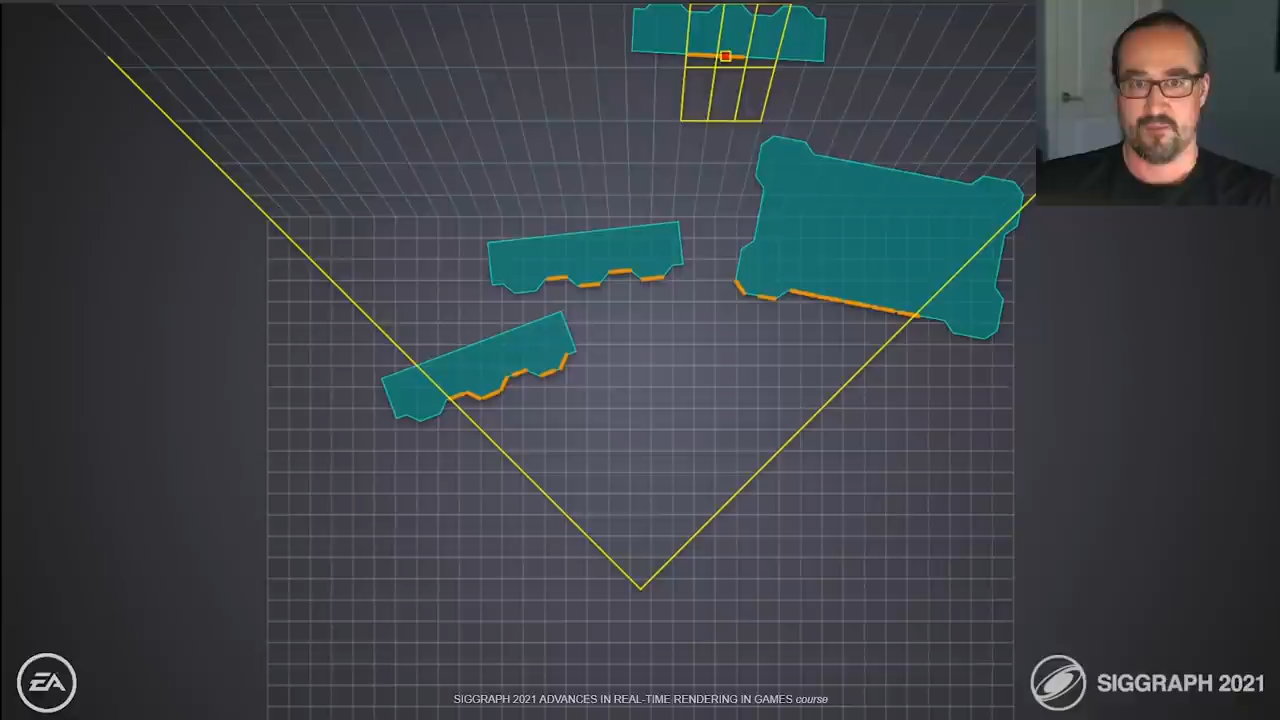 EA
SIGGRAPH 2021 ADVANCES IN REAL-TIME RENDERING IN GAMES course
SIGGRAPH 2021